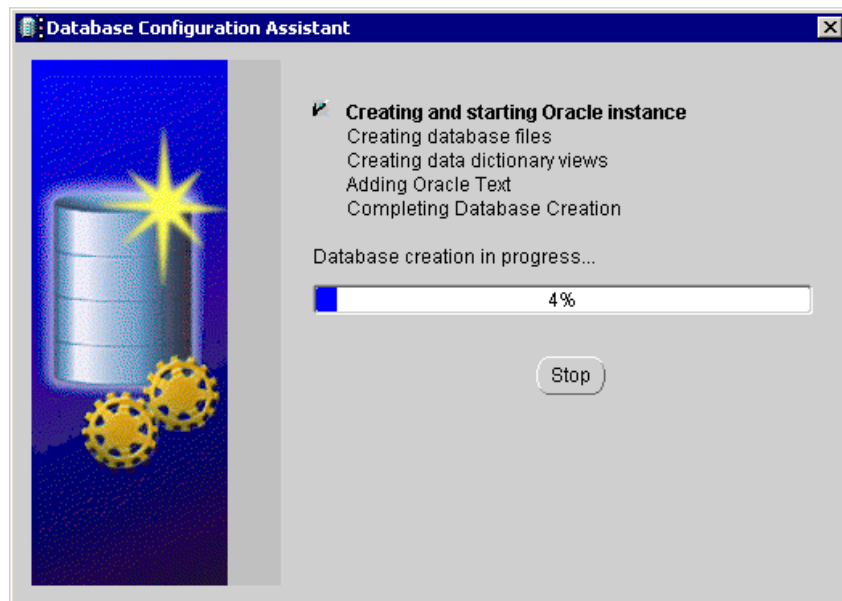 Database Configuration Assistant
Creating and starting Oracle instance
Creating database files
Creating data dictionary views
Adding Oracle Text
Completing Database Creation
Database creation in progress...
4%
Stop